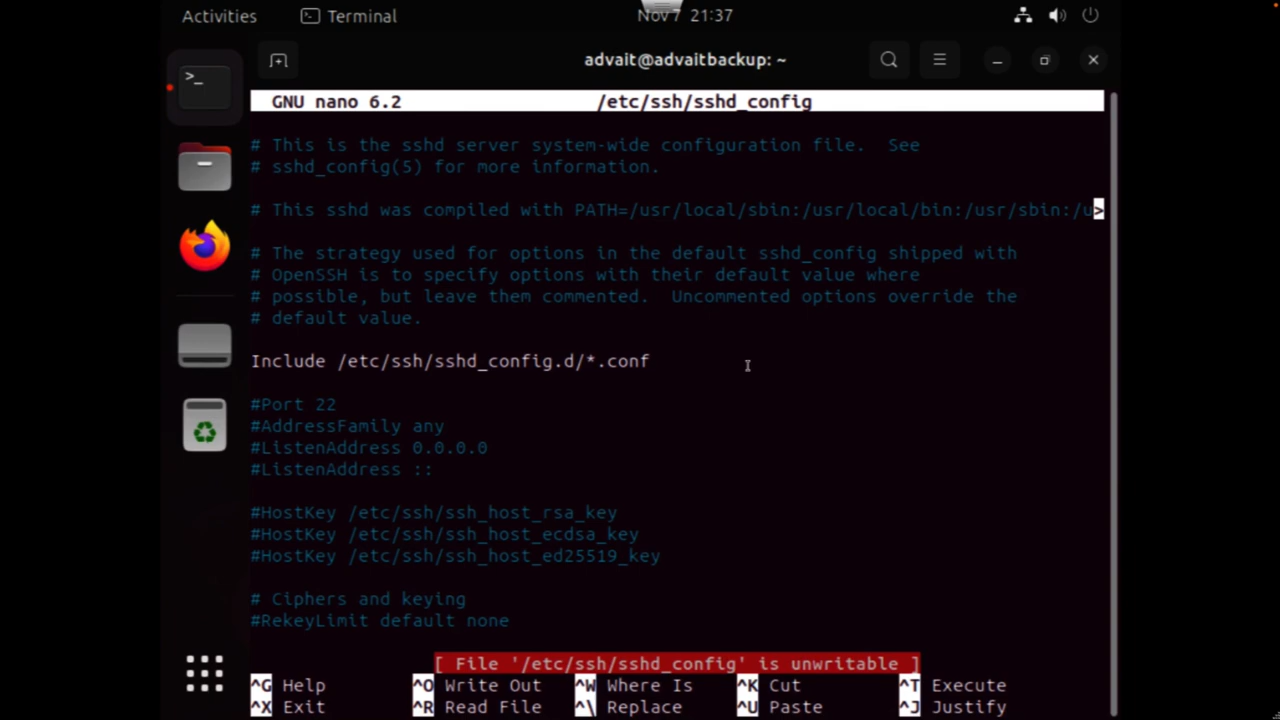 Activities Terminal Nov 7 21:37
advait@advaitbackup: ~
GNU nano 6.2 /etc/ssh/sshd_config
# This is the sshd server system-wide configuration file.  See
# sshd_config(5) for more information.
# This sshd was compiled with PATH=/usr/local/sbin:/usr/local/bin:/usr/sbin:/u>
# The strategy used for options in the default sshd_config shipped with
# OpenSSH is to specify options with their default value where
# possible, but leave them commented.  Uncommented options override the
# default value.
Include /etc/ssh/sshd_config.d/*.conf
#Port 22
#AddressFamily any
#ListenAddress 0.0.0.0
#ListenAddress ::
#HostKey /etc/ssh/ssh_host_rsa_key
#HostKey /etc/ssh/ssh_host_ecdsa_key
#HostKey /etc/ssh/ssh_host_ed25519_key
# Ciphers and keying
#RekeyLimit default none
[ File '/etc/ssh/sshd_config' is unwritable ]
^G Help ^O Write Out ^W Where Is ^K Cut ^T Execute
^X Exit ^R Read File ^\ Replace ^U Paste ^J Justify